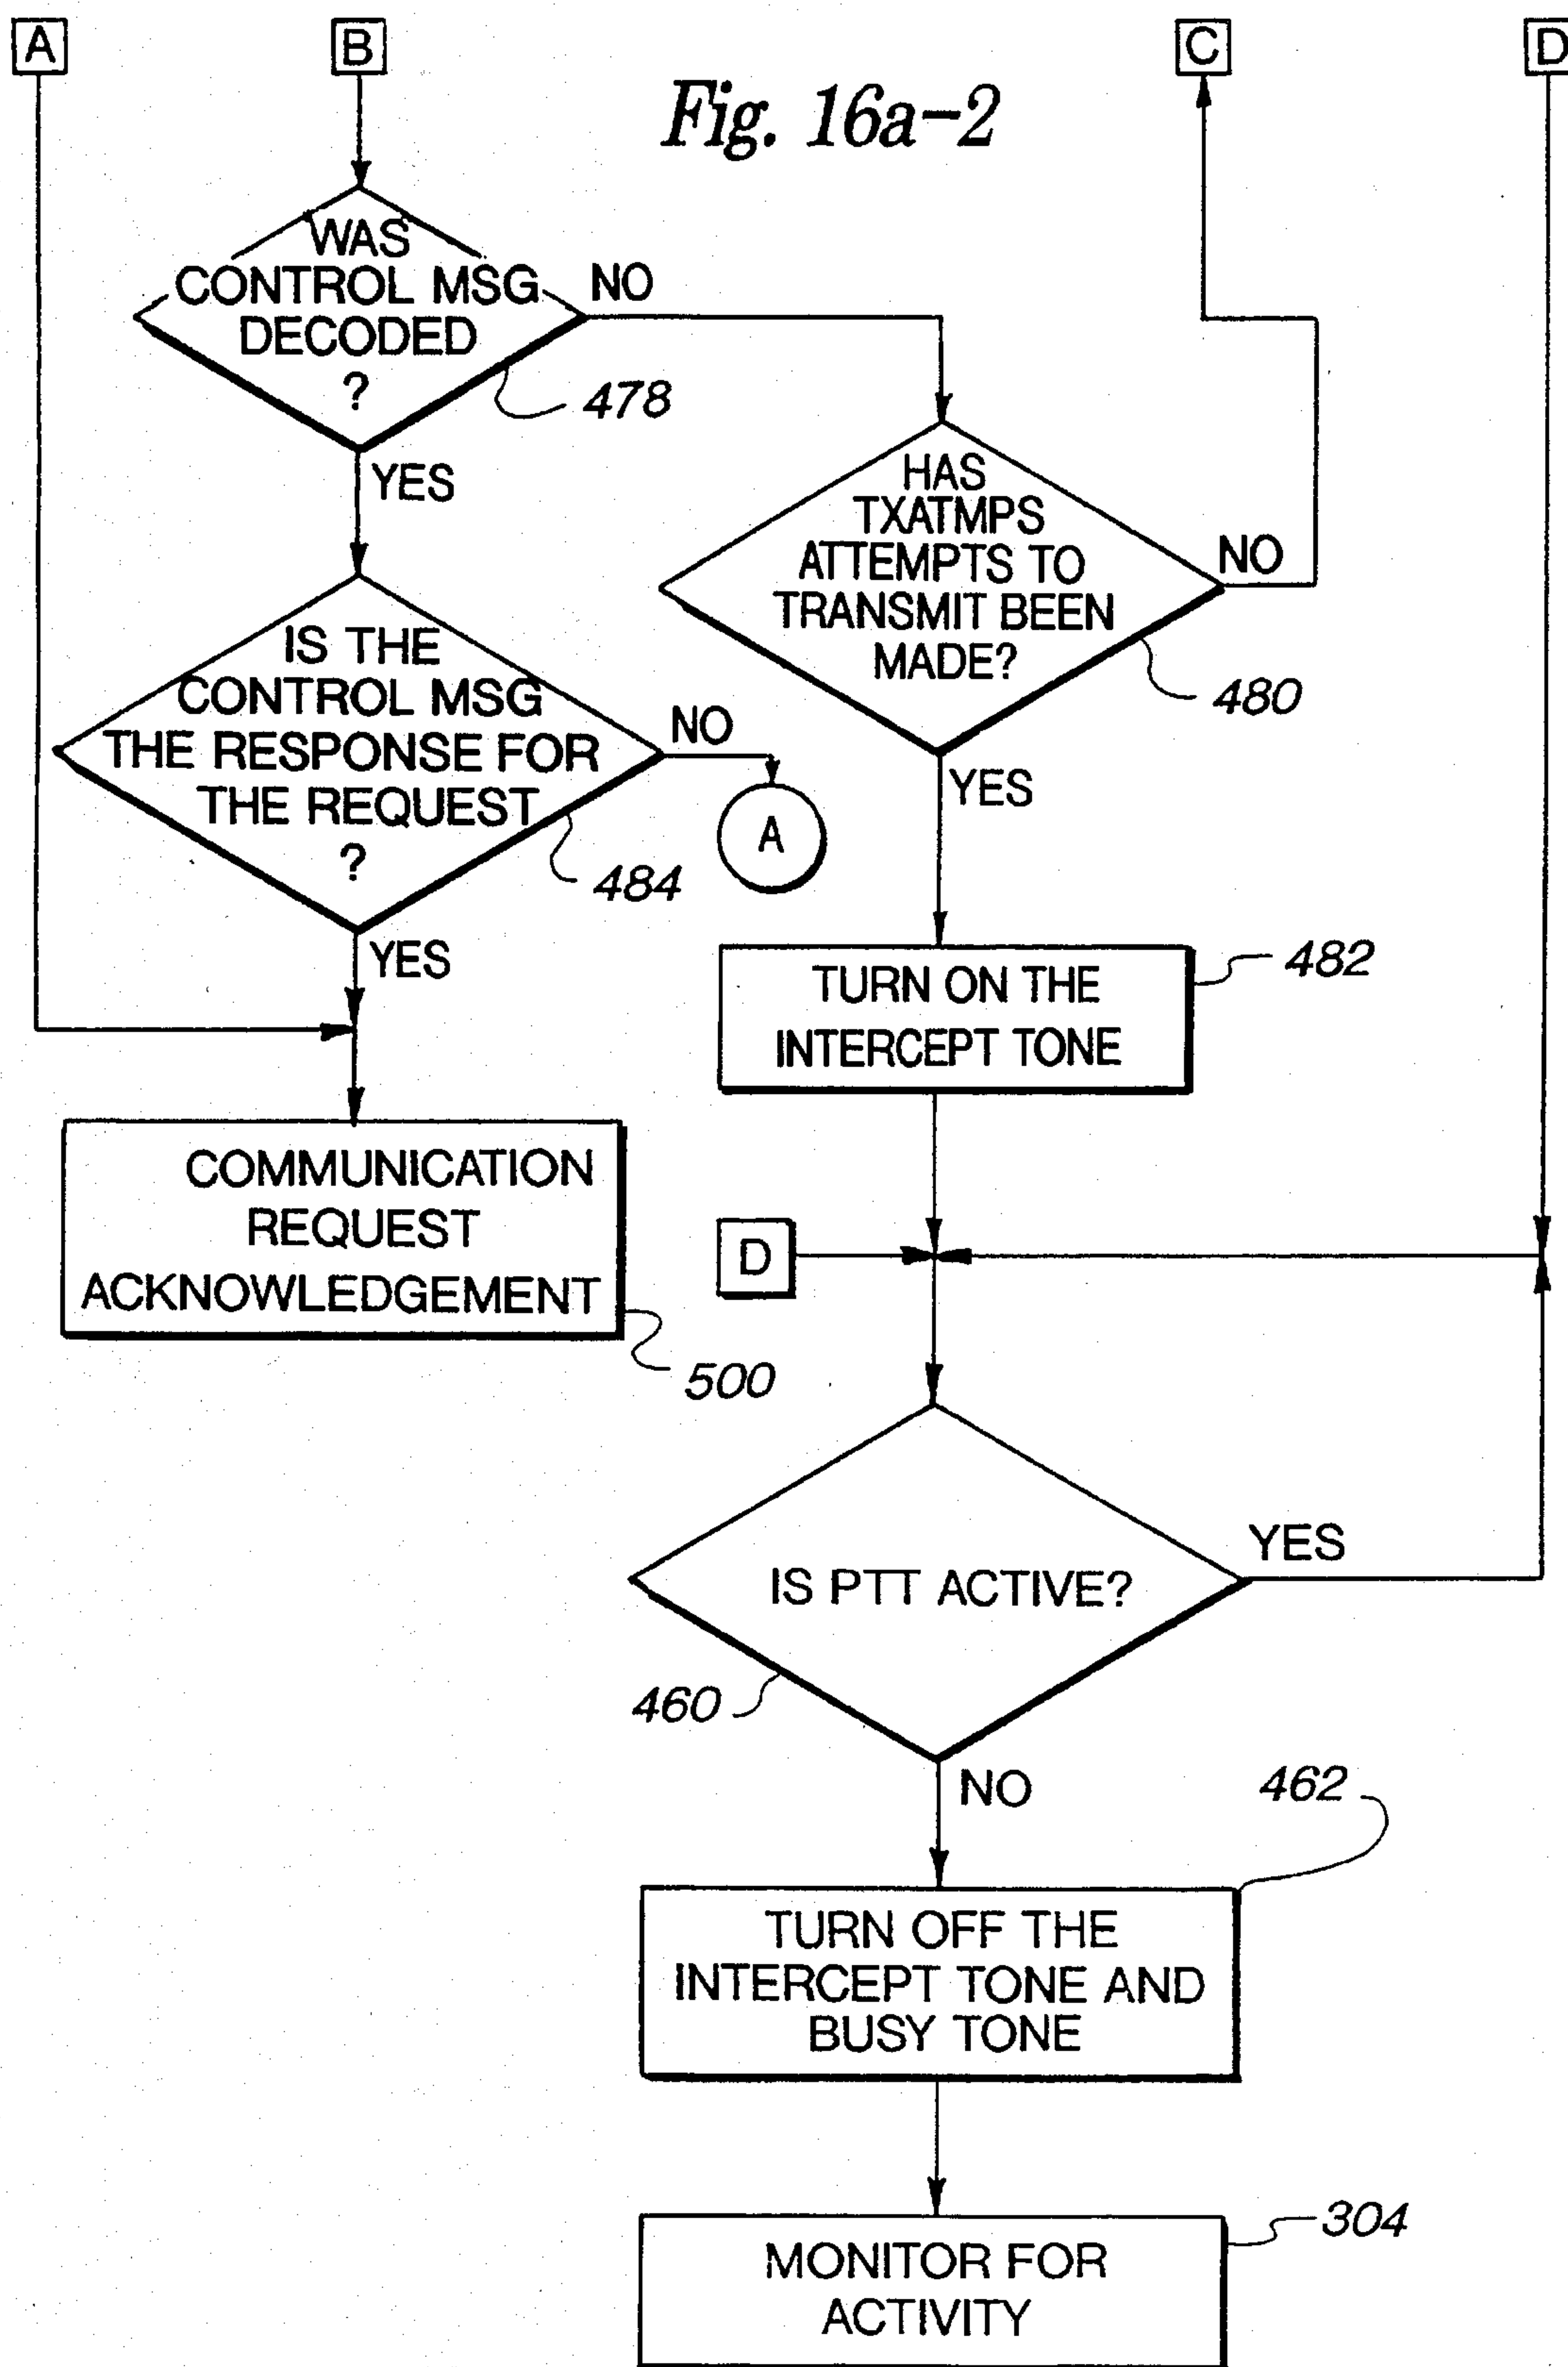 A
B
C
D
Fig. 16a-2
WAS
CONTROL MSG
DECODED
?
NO
478
YES
HAS
TXATMPS
ATTEMPTS TO
TRANSMIT BEEN
MADE?
NO
480
YES
IS THE
CONTROL MSG
THE RESPONSE FOR
THE REQUEST
?
NO
A
484
YES
TURN ON THE
INTERCEPT TONE
482
COMMUNICATION
REQUEST
ACKNOWLEDGEMENT
500
D
IS PTT ACTIVE?
YES
460
NO
462
TURN OFF THE
INTERCEPT TONE AND
BUSY TONE
MONITOR FOR
ACTIVITY
304